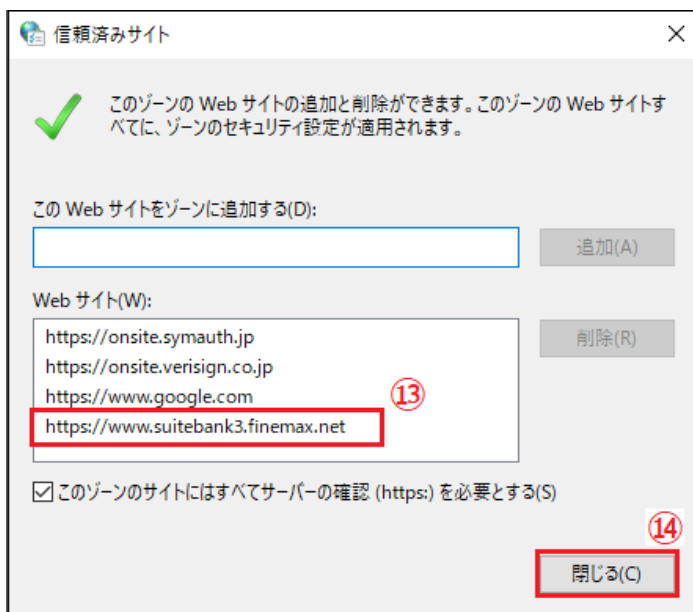 信頼済みサイト
このゾーンの Web サイトの追加と削除ができます。このゾーンの Web サイトす
べてに、ゾーンのセキュリティ設定が適用されます。
この Web サイトをゾーンに追加する(D):
追加(A)
Web サイト(W):
https://onsite.symauth.jp
削除(R)
https://onsite.verisign.co.jp
https://www.google.com
⑬
https://www.suitebank3.finemax.net
このゾーンのサイトにはすべてサーバーの確認 (https:) を必要とする(S)
⑭
閉じる(C)